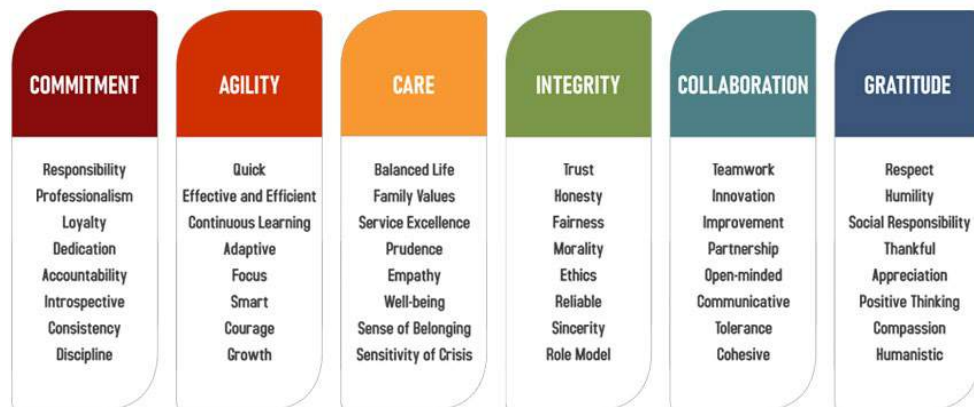 COMMITMENT
Responsibility
Professionalism
Loyalty
Dedication
Accountability
Introspective
Consistency
Discipline
AGILITY
Quick
Effective and Efficient
Continuous Learning
Adaptive
Focus
Smart
Courage
Growth
CARE
Balanced Life
Family Values
Service Excellence
Prudence
Empathy
Well-being
Sense of Belonging
Sensitivity of Crisis
INTEGRITY
Trust
Honesty
Fairness
Morality
Ethics
Reliable
Sincerity
Role Model
COLLABORATION
Teamwork
Innovation
Improvement
Partnership
Open-minded
Communicative
Tolerance
Cohesive
GRATITUDE
Respect
Humility
Social Responsibility
Thankful
Appreciation
Positive Thinking
Compassion
Humanistic